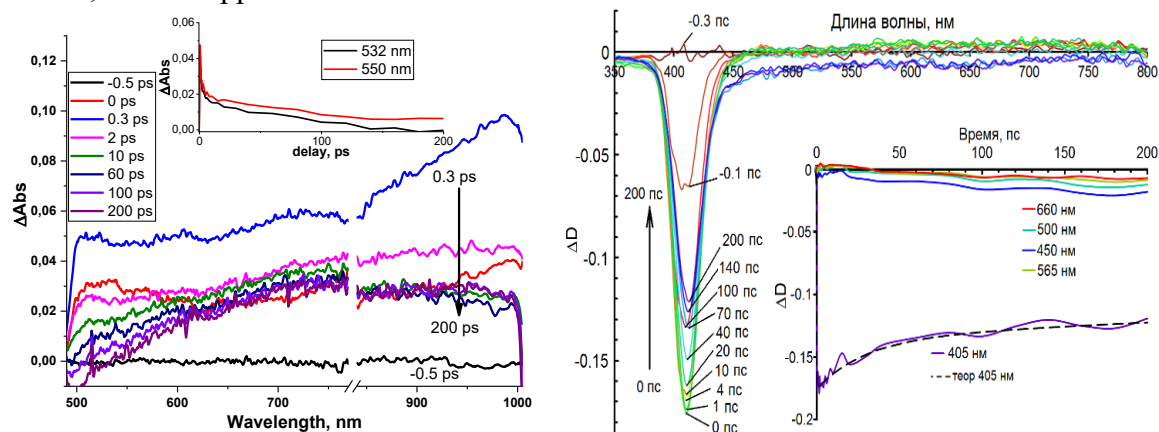 0,12
0,10
0,08
0,06
0,04
0,02
0,00
ΔAbs
-0.5 ps
0 ps
0.3 ps
2 ps
10 ps
60 ps
100 ps
200 ps
0,06
0,04
0,02
0,00
ΔAbs
0
100
200
delay, ps
532 nm
550 nm
0.3 ps
200 ps
-0.5 ps
500
600
700
900
1000
Wavelength, nm
Длина волны, нм
-0.3 пс
0
-0.05
-0.1
-0.15
ΔD
350
400
450
500
550
600
650
700
750
800
-0.1 пс
200 пс
0 пс
200 пс
140 пс
100 пс
70 пс
40 пс
20 пс
10 пс
4 пс
1 пс
0 пс
Время, пс
0
50
100
150
200
0
-0.05
-0.1
-0.15
-0.2
ΔD
660 нм
500 нм
450 нм
565 нм
405 нм
теор 405 нм